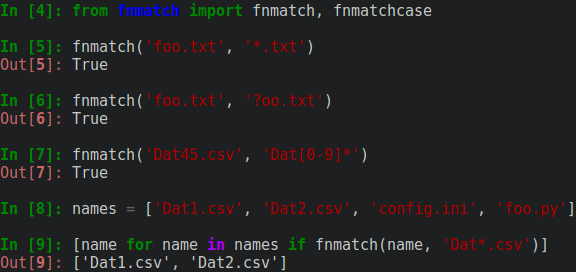 In [4]: from fnmatch import fnmatch, fnmatchcase
In [5]: fnmatch('foo.txt', '*.txt')
Out[5]: True
In [6]: fnmatch('foo.txt', '?oo.txt')
Out[6]: True
In [7]: fnmatch('Dat45.csv', 'Dat[0-9]*')
Out[7]: True
In [8]: names = ['Dat1.csv', 'Dat2.csv', 'config.ini', 'foo.py']
In [9]: [name for name in names if fnmatch(name, 'Dat*.csv')]
Out[9]: ['Dat1.csv', 'Dat2.csv']